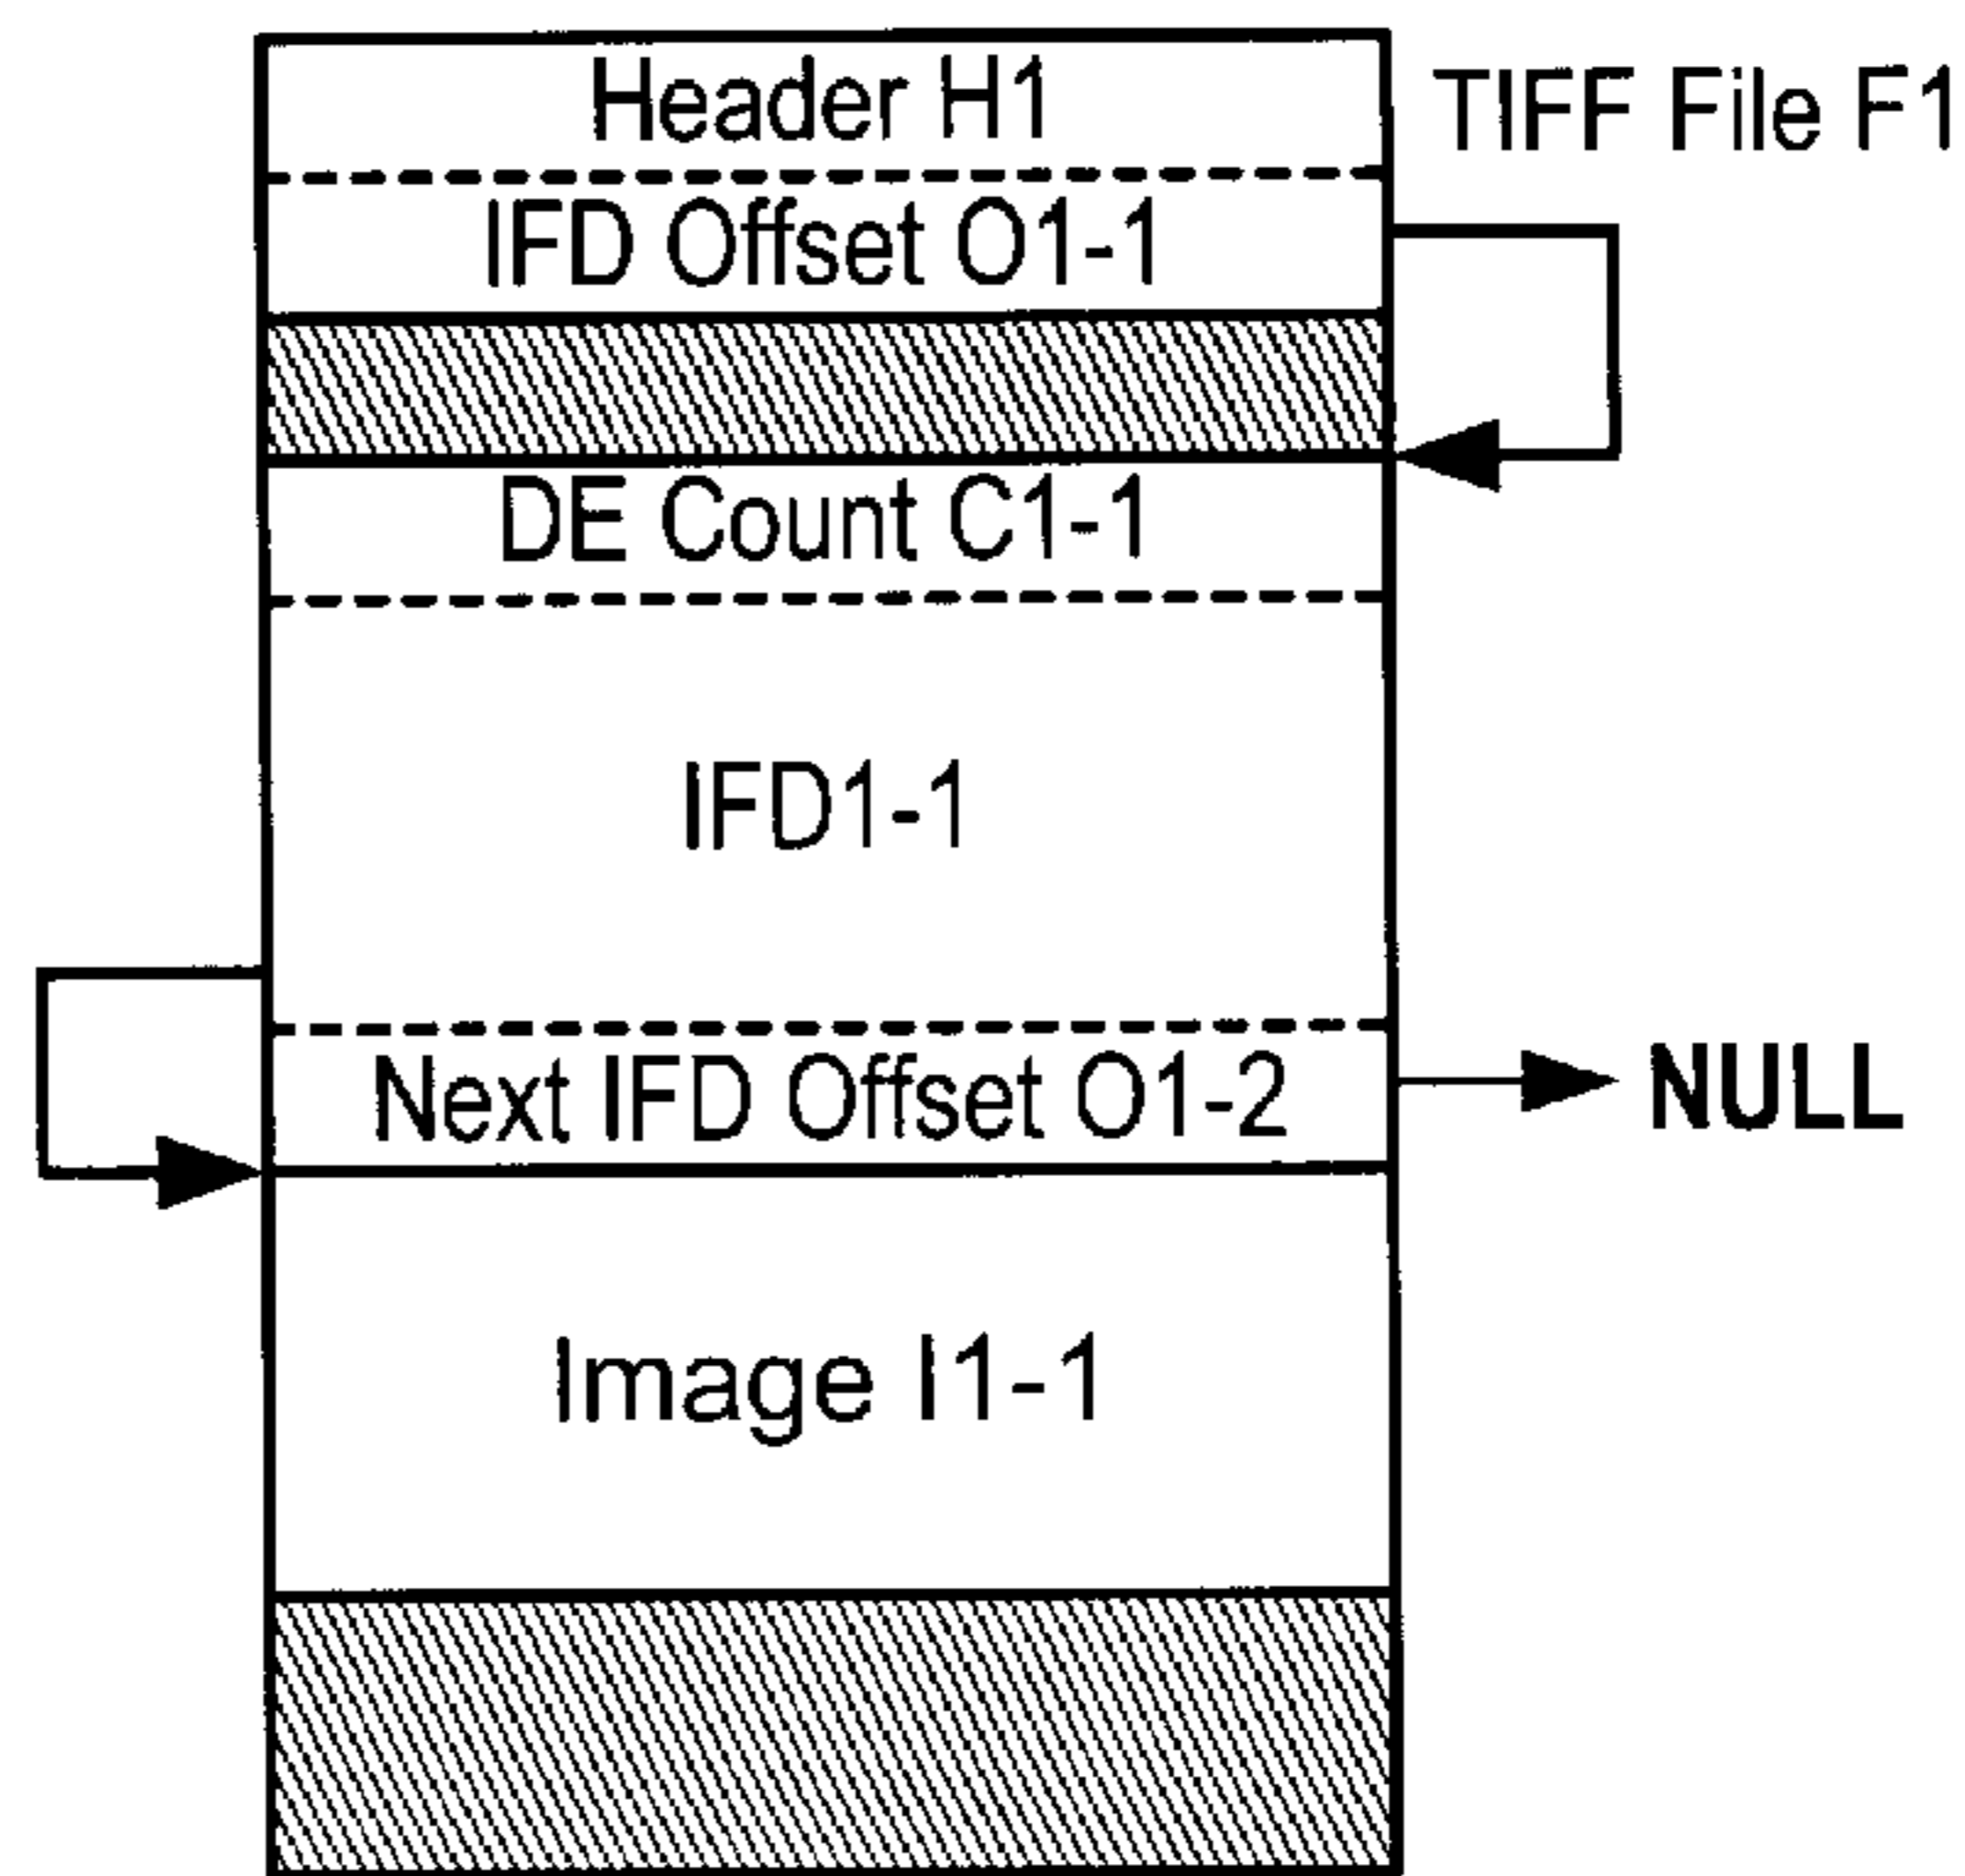 Header H1
TIFF File F1
IFD Offset O1-1
DE Count C1-1
IFD1-1
Next IFD Offset O1-2
NULL
Image I1-1